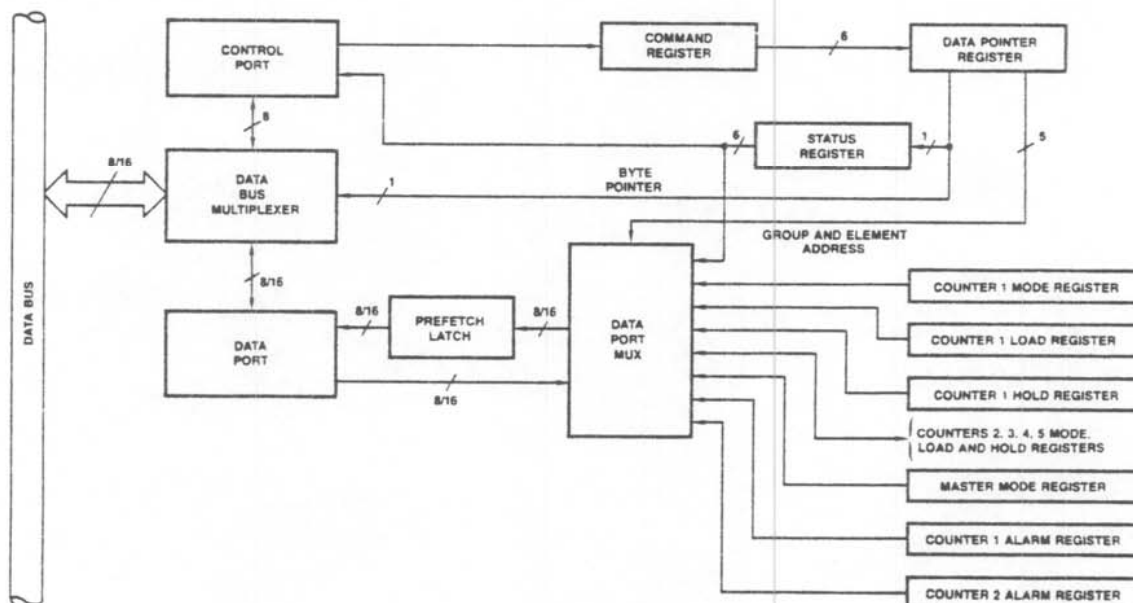 CONTROL
PORT
COMMAND
REGISTER
6
DATA POINTER
REGISTER
8
6
STATUS
REGISTER
1
5
8/16
DATA
BUS
MULTIPLEXER
1
BYTE
POINTER
GROUP AND ELEMENT
ADDRESS
8/16
DATA BUS
DATA
PORT
8/16
PREFETCH
LATCH
8/16
8/16
DATA
PORT
MUX
COUNTER 1 MODE REGISTER
COUNTER 1 LOAD REGISTER
COUNTER 1 HOLD REGISTER
COUNTERS 2, 3, 4, 5 MODE,
LOAD AND HOLD REGISTERS
MASTER MODE REGISTER
COUNTER 1 ALARM REGISTER
COUNTER 2 ALARM REGISTER